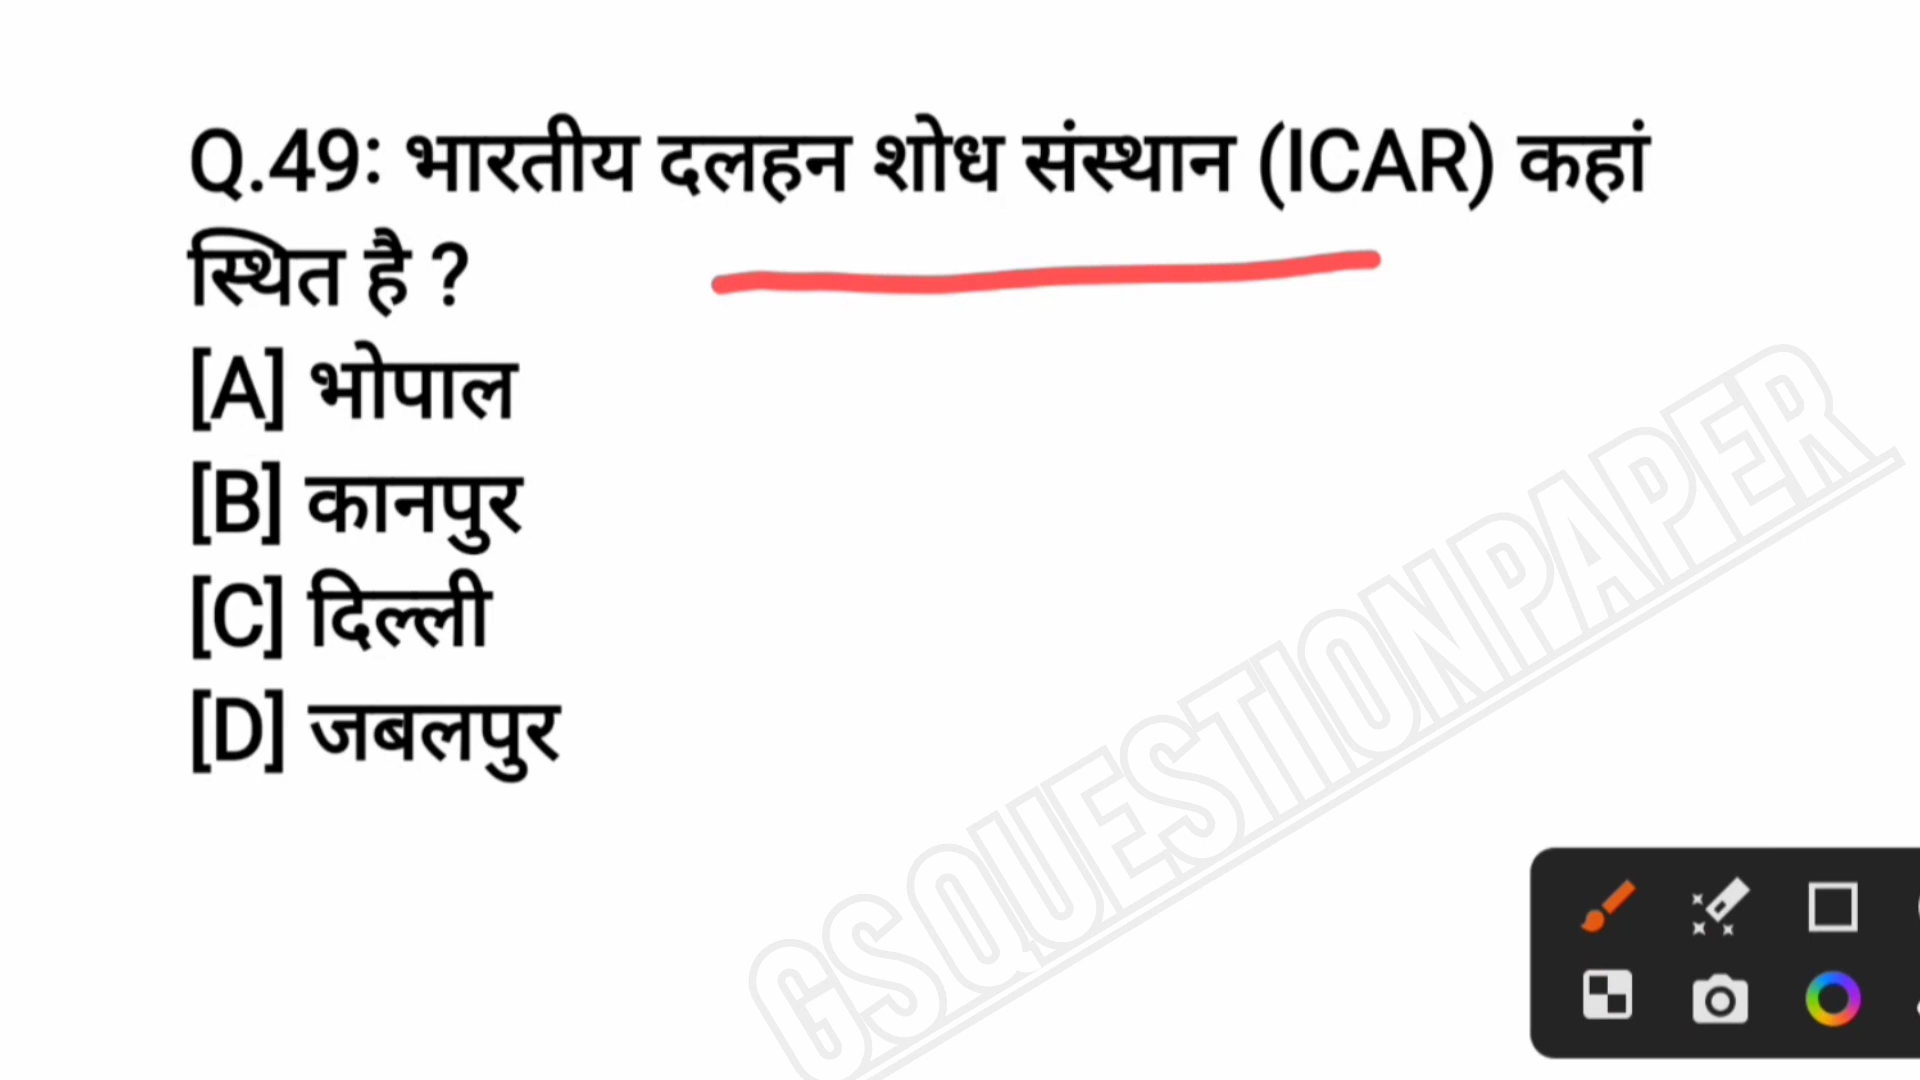 Q.49: भारतीय दलहन शोध संस्थान (ICAR) कहां
स्थित है ?
[A] भोपाल
[B] कानपुर
[C] दिल्ली
[D] जबलपुर
GSQUESTIONPAPER